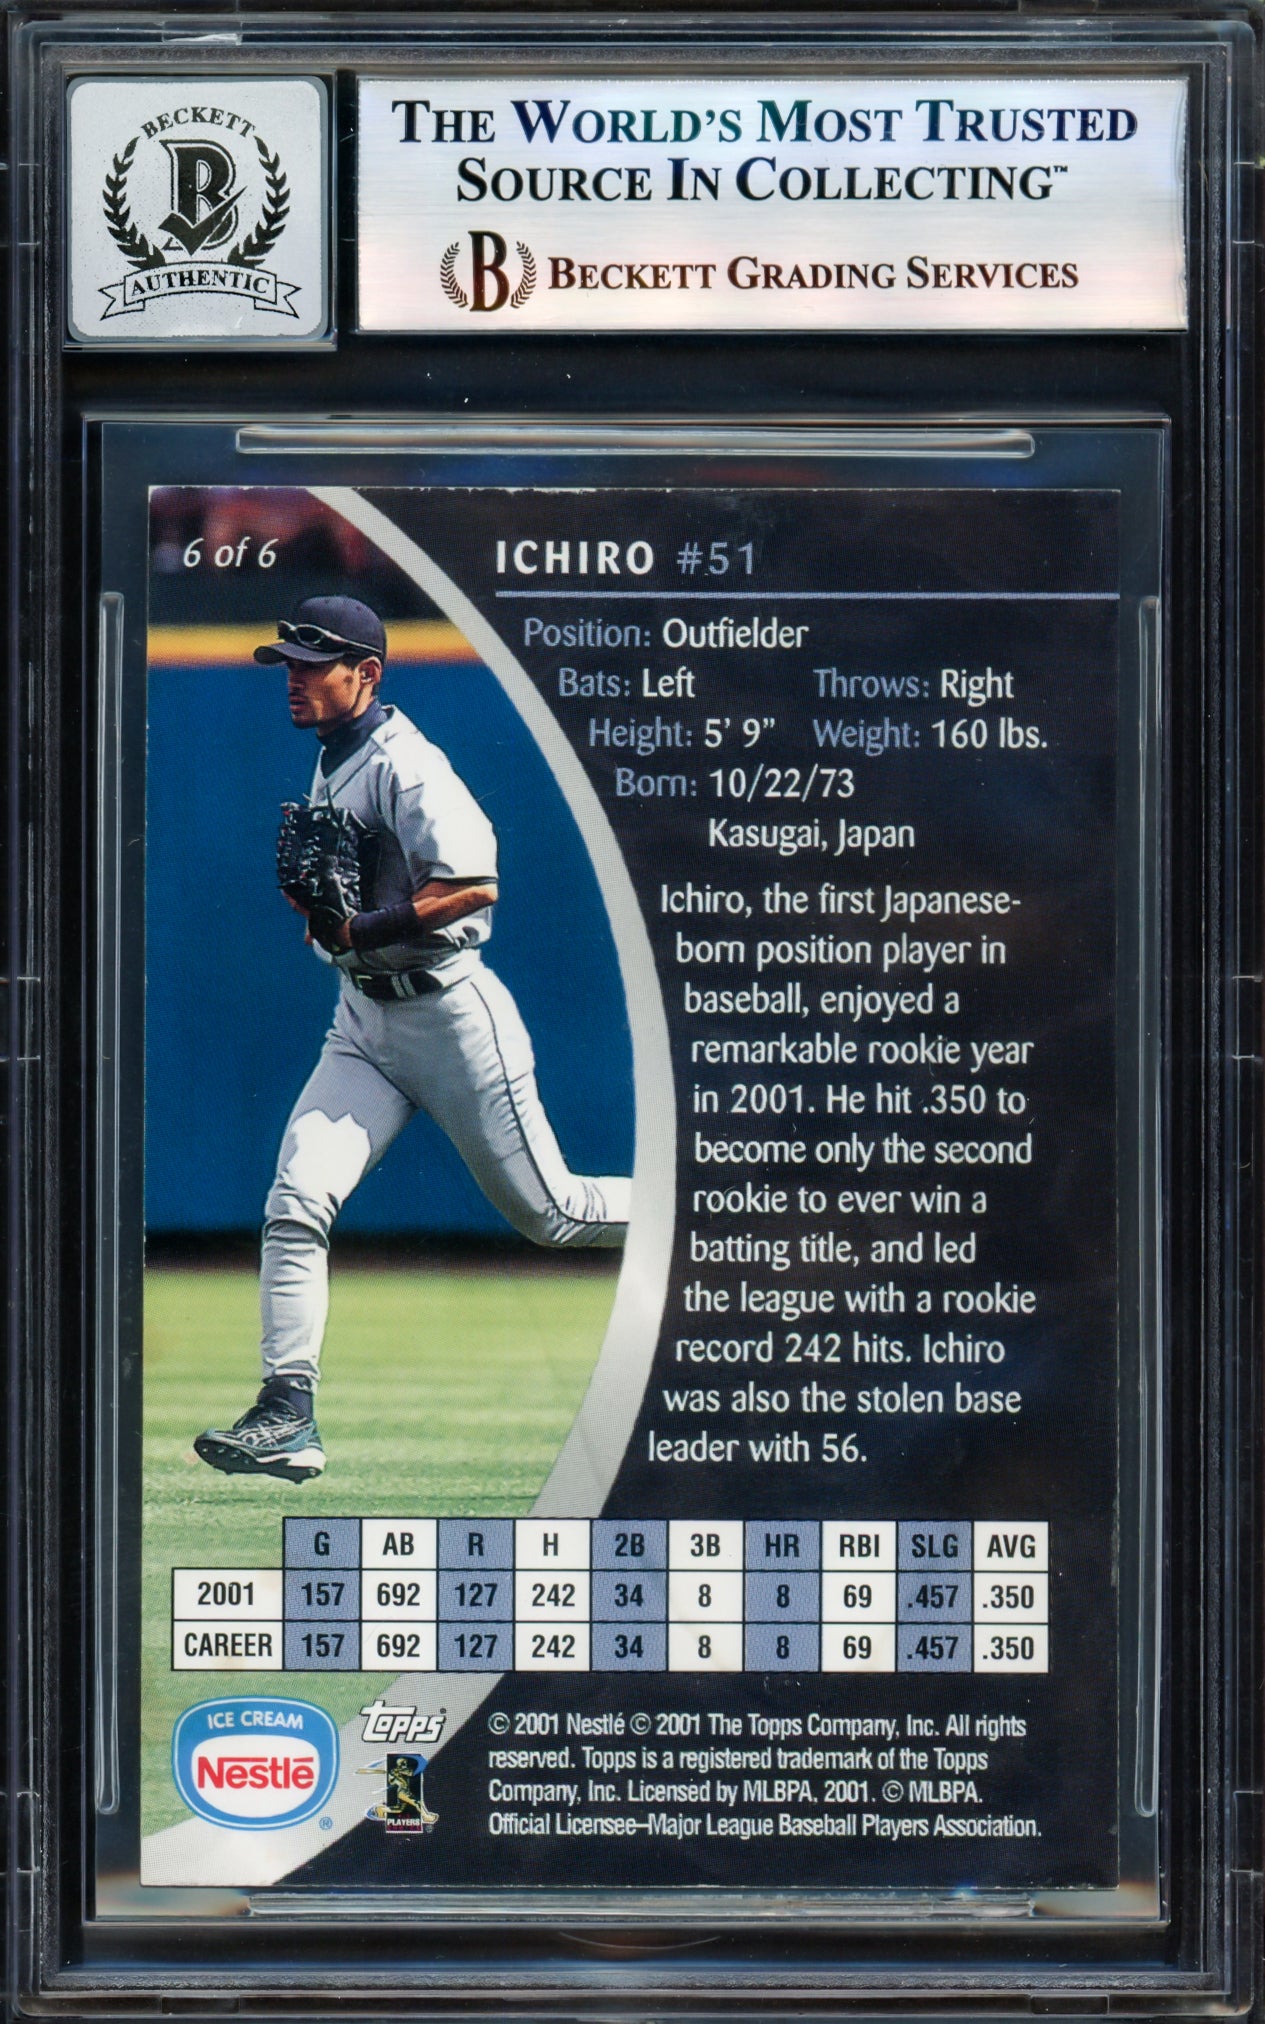 BECKETT
B
AUTHENTIC
THE WORLD'S MOST TRUSTED
SOURCE IN COLLECTING™
B BECKETT GRADING SERVICES
6 of 6
ICHIRO #51
Position: Outfielder
Bats: Left Throws: Right
Height: 5' 9" Weight: 160 lbs.
Born: 10/22/73
Kasugai, Japan
Ichiro, the first Japanese-
born position player in
baseball, enjoyed a
remarkable rookie year
in 2001. He hit .350 to
become only the second
rookie to ever win a
batting title, and led
the league with a rookie
record 242 hits. Ichiro
was also the stolen base
leader with 56.
G AB R H 2B 3B HR RBI SLG AVG
2001 157 692 127 242 34 8 8 69 .457 .350
CAREER 157 692 127 242 34 8 8 69 .457 .350
ICE CREAM
Nestlé
®
Topps®
PLAYERS
© 2001 Nestlé © 2001 The Topps Company, Inc. All rights
reserved. Topps is a registered trademark of the Topps
Company, Inc. Licensed by MLBPA, 2001. © MLBPA.
Official Licensee–Major League Baseball Players Association.